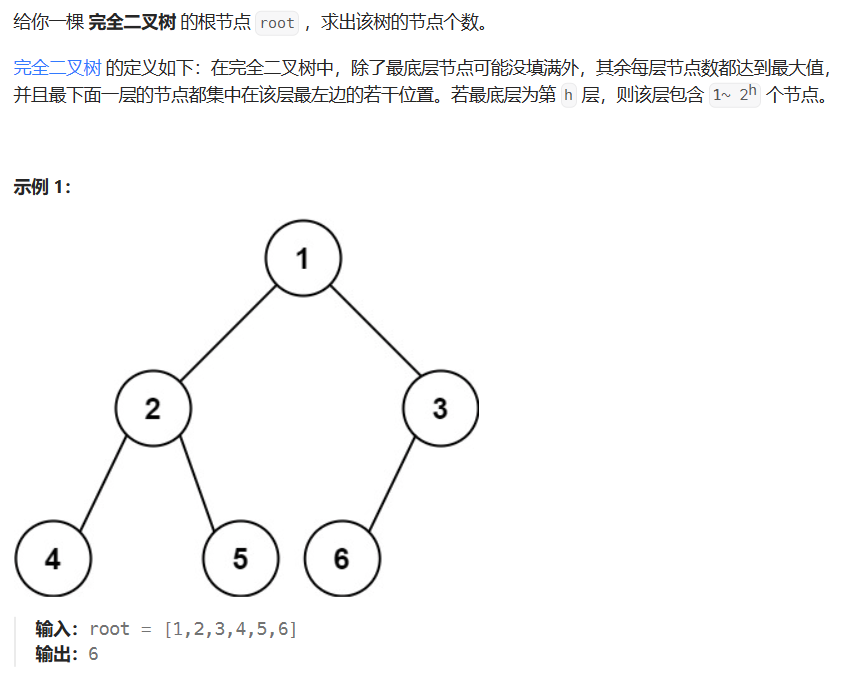 给你一棵 完全二叉树 的根节点 root ，求出该树的节点个数。
完全二叉树 的定义如下：在完全二叉树中，除了最底层节点可能没填满外，其余每层节点数都达到最大值，
并且最下面一层的节点都集中在该层最左边的若干位置。若最底层为第 h 层，则该层包含 1~ 2ʰ 个节点。
示例 1：
1
2 3
4 5 6
输入：root = [1,2,3,4,5,6]
输出：6